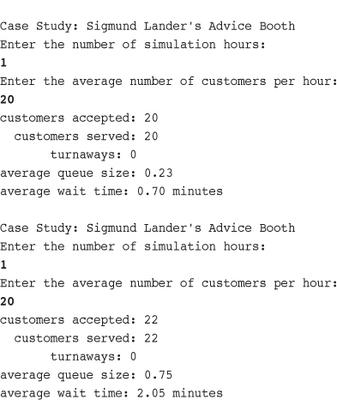 Case Study: Sigmund Lander's Advice Booth
Enter the number of simulation hours:
1
Enter the average number of customers per hour:
20
customers accepted: 20
customers served: 20
turnaways: 0
average queue size: 0.23
average wait time: 0.70 minutes
Case Study: Sigmund Lander's Advice Booth
Enter the number of simulation hours:
1
Enter the average number of customers per hour:
20
customers accepted: 22
customers served: 22
turnaways: 0
average queue size: 0.75
average wait time: 2.05 minutes